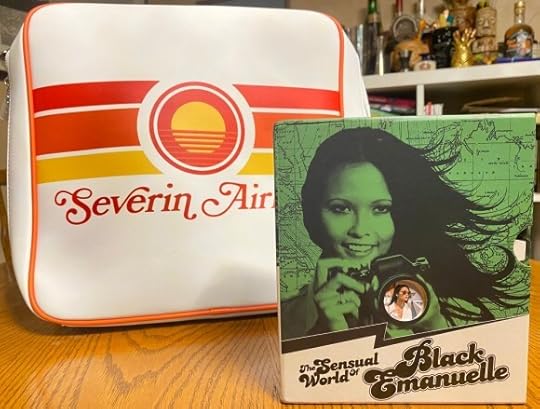 Severin Air
The Sensual
World Of
Black
Emanuelle